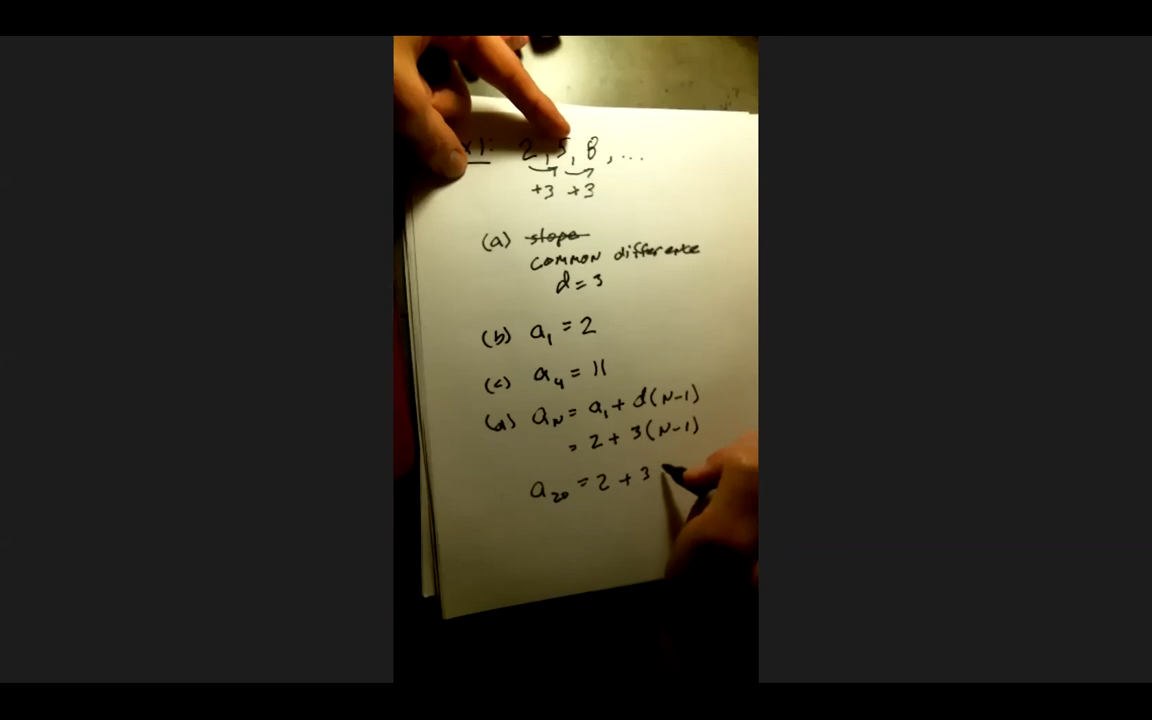 x1: 2, 5, 8, ...
+3 +3
(a) slope
common difference
d = 3
(b) a₁ = 2
(c) a₄ = 11
(d) aₙ = a₁ + d(N-1)
= 2 + 3(N-1)
a₂₀ = 2 + 3